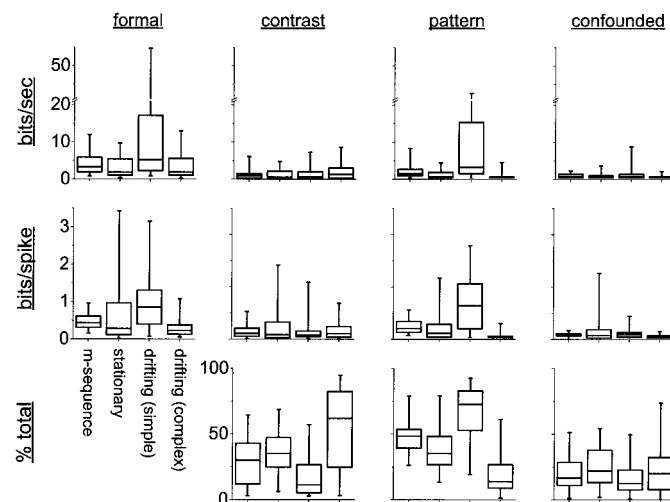 formal contrast pattern confounded
bits/sec
50
20
10
0
bits/spike
3
2
1
0
m-sequence
stationary
drifting (simple)
drifting (complex)
% total
100
50
0